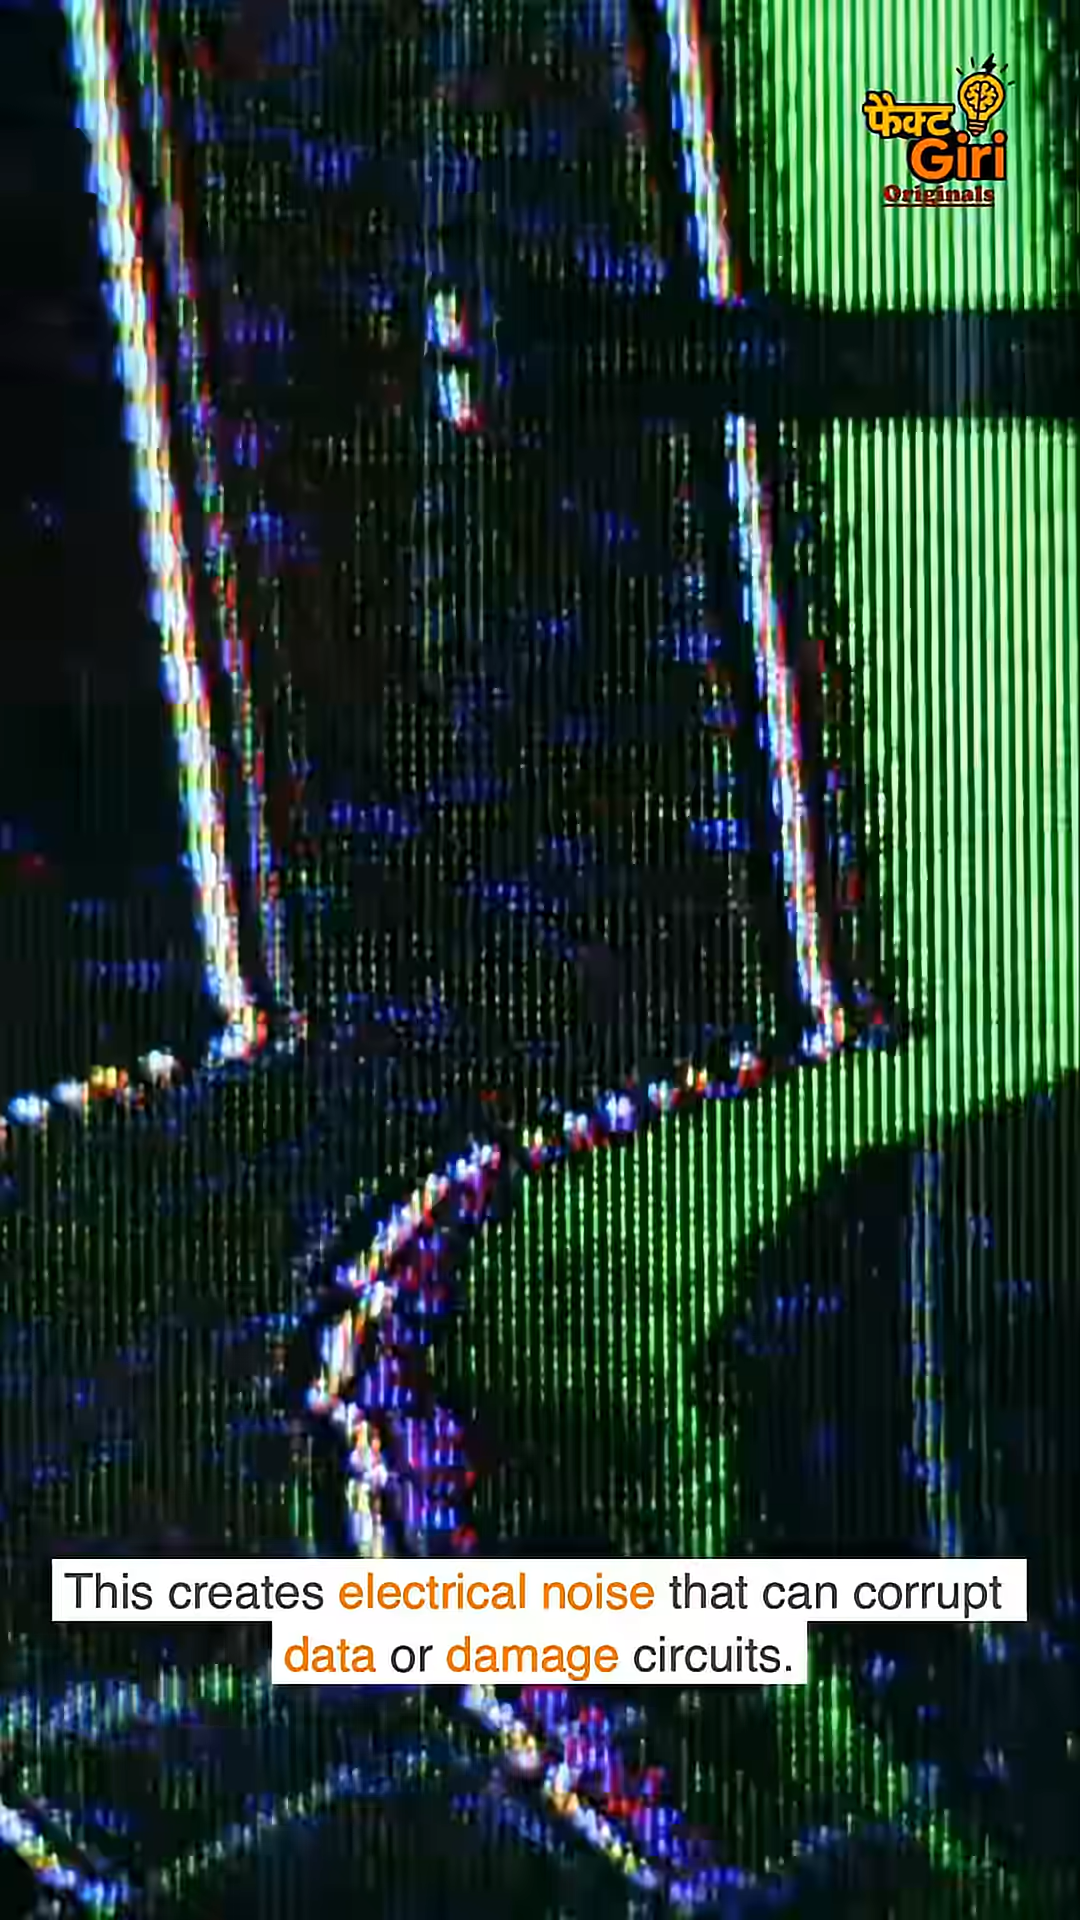 फैक्ट
Giri
Originals
This creates electrical noise that can corrupt
data or damage circuits.